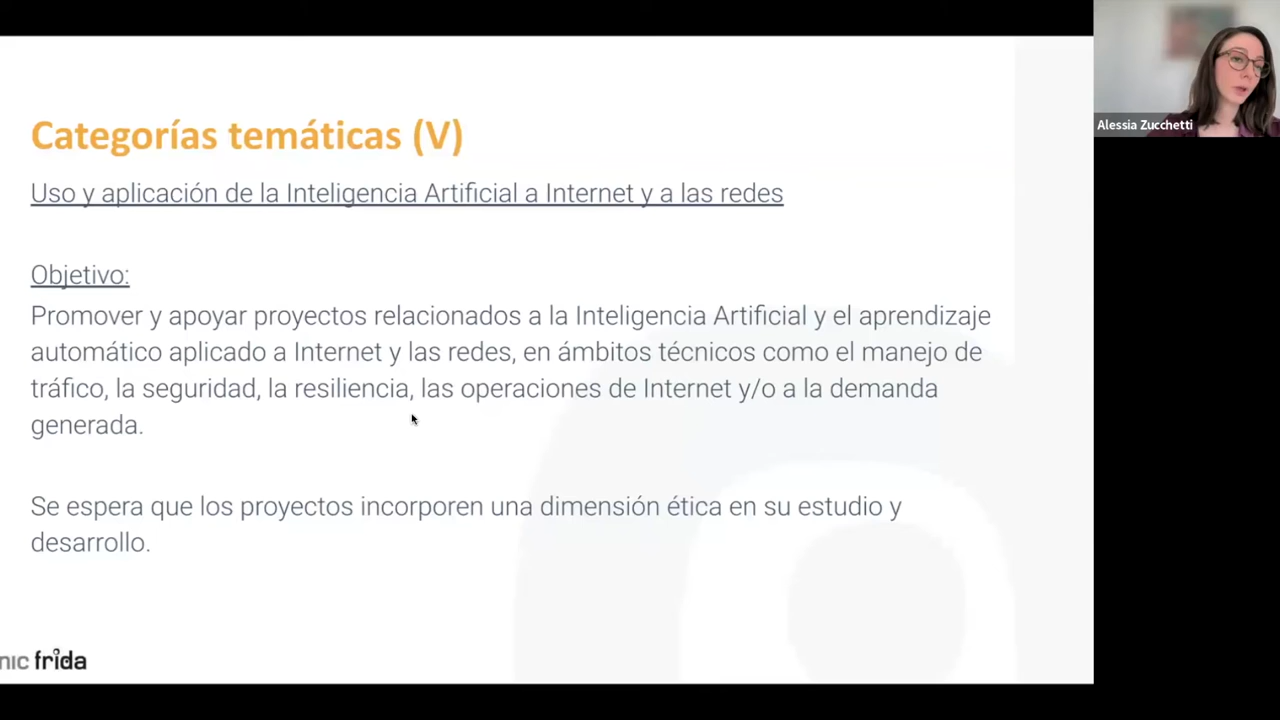 Categorías temáticas (V)
Uso y aplicación de la Inteligencia Artificial a Internet y a las redes
Objetivo:
Promover y apoyar proyectos relacionados a la Inteligencia Artificial y el aprendizaje
automático aplicado a Internet y las redes, en ámbitos técnicos como el manejo de
tráfico, la seguridad, la resiliencia, las operaciones de Internet y/o a la demanda
generada.
Se espera que los proyectos incorporen una dimensión ética en su estudio y
desarrollo.
nic frida
Alessia Zucchetti